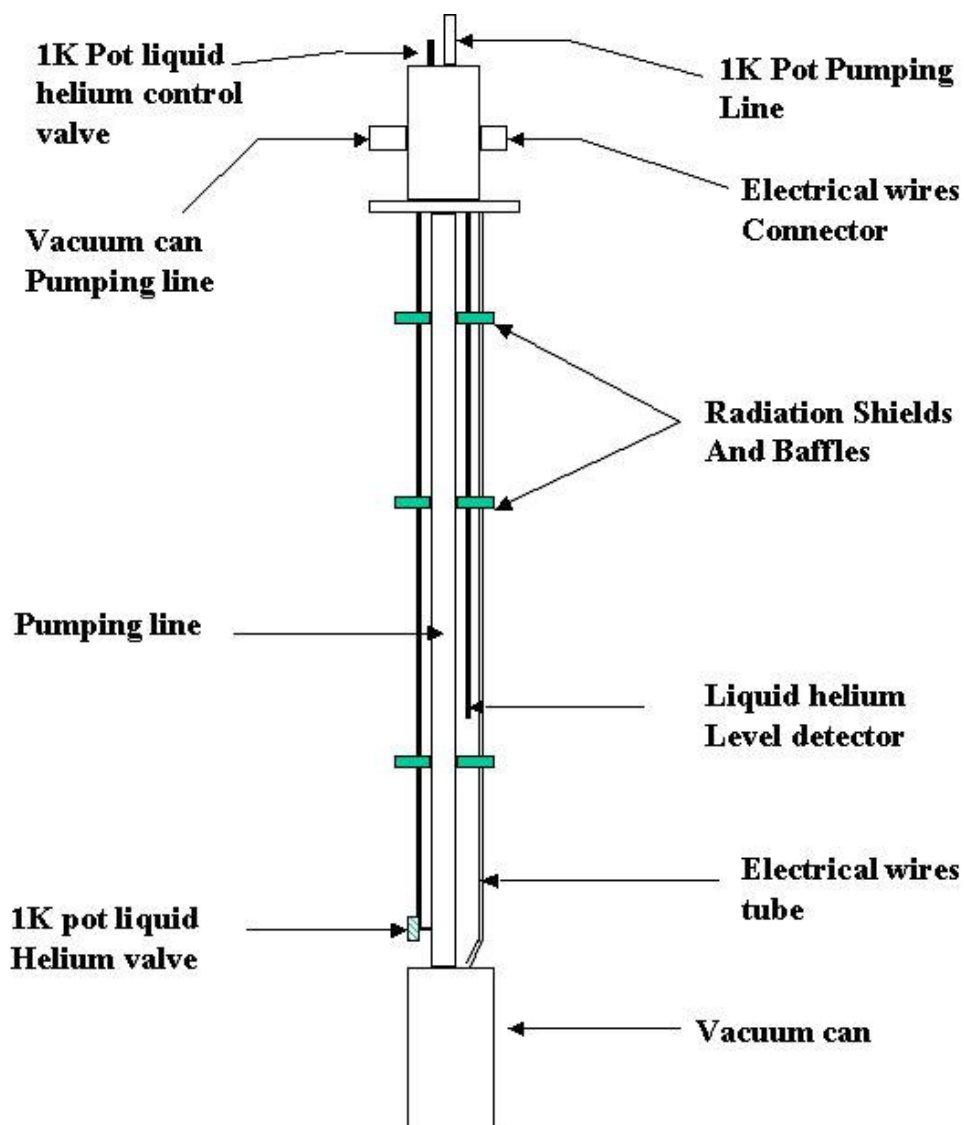 1K Pot liquid
helium control
valve
1K Pot Pumping
Line
Electrical wires
Connector
Vacuum can
Pumping line
Radiation Shields
And Baffles
Pumping line
Liquid helium
Level detector
Electrical wires
tube
1K pot liquid
Helium valve
Vacuum can